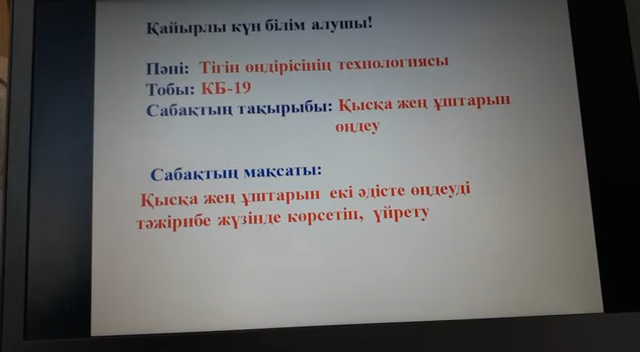 Қайырлы күн білім алушы!
Пәні: Тігін өндірісінің технологиясы
Тобы: КБ-19
Сабақтың тақырыбы: Қысқа жең ұштарын
өңдеу
Сабақтың мақсаты:
Қысқа жең ұштарын екі әдісте өңдеуді
тәжірибе жүзінде көрсетіп, үйрету